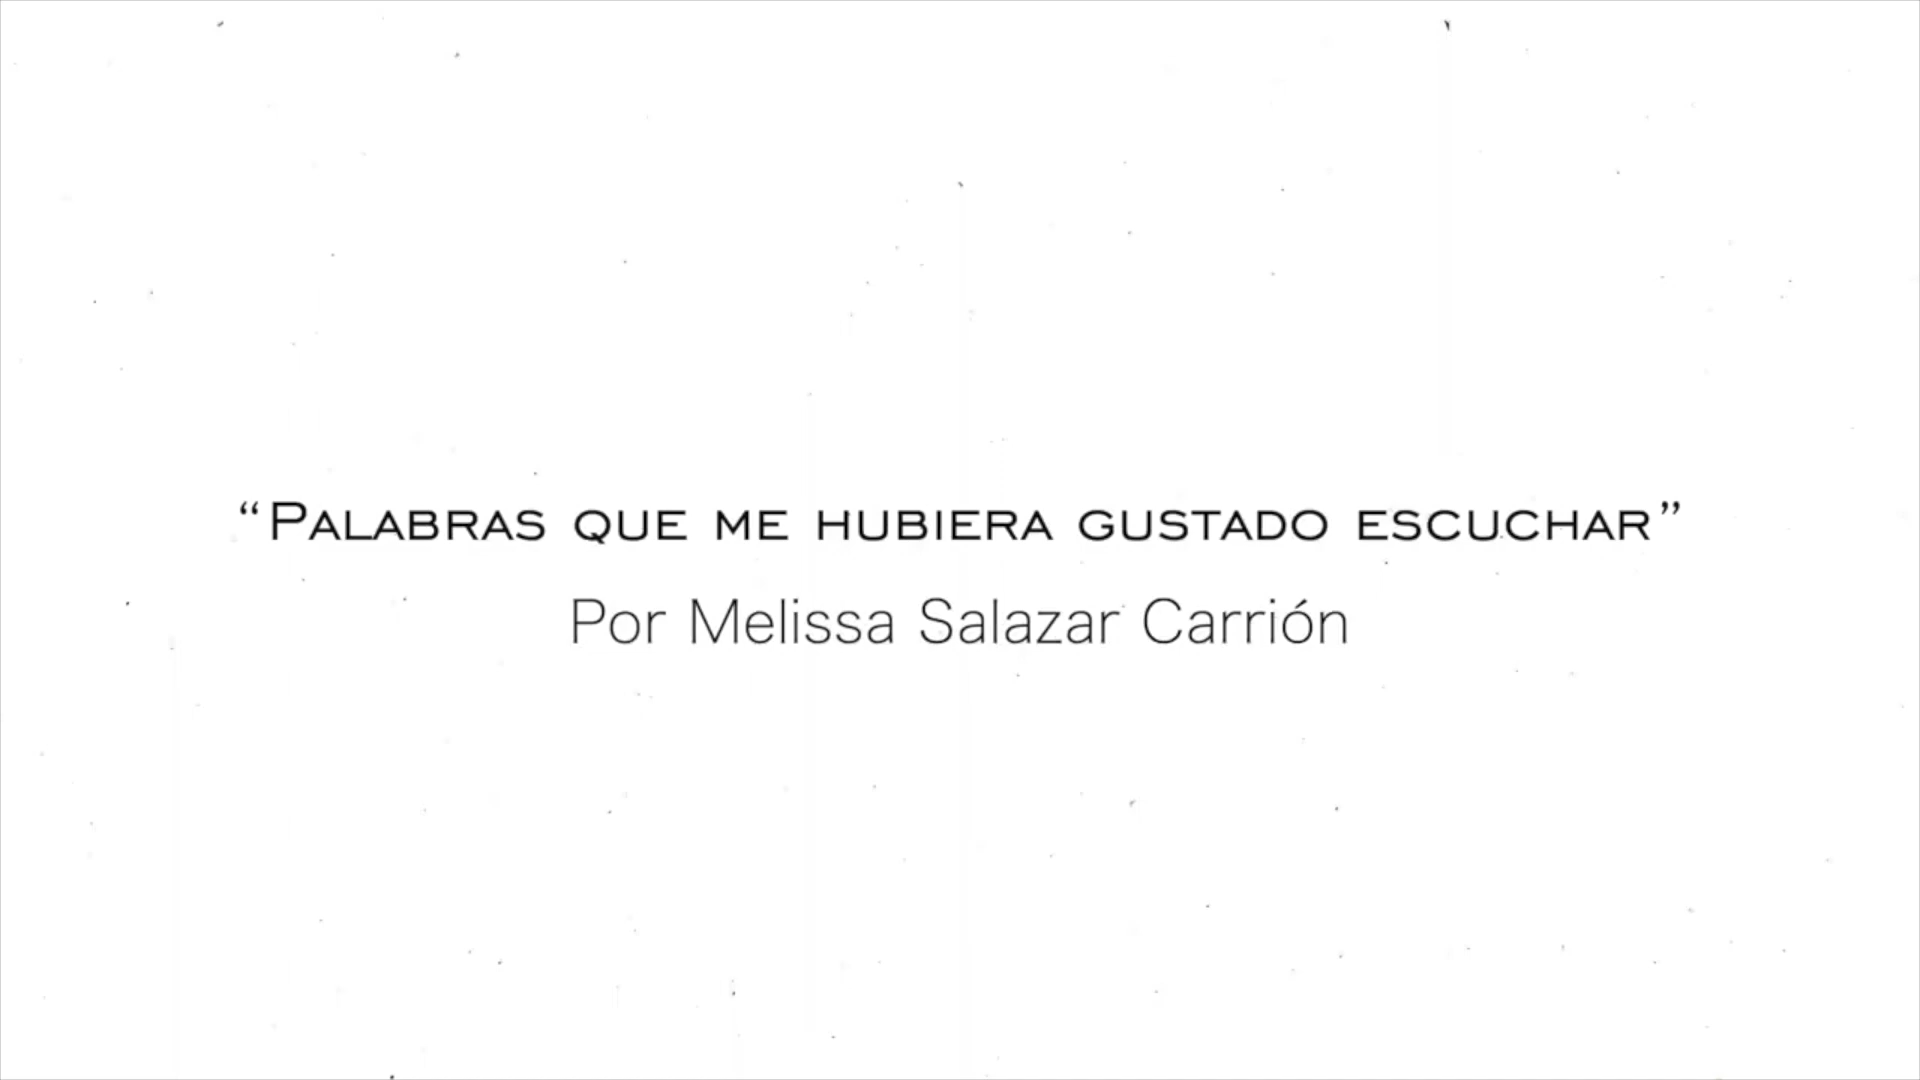 “Palabras que me hubiera gustado escuchar”
Por Melissa Salazar Carrión